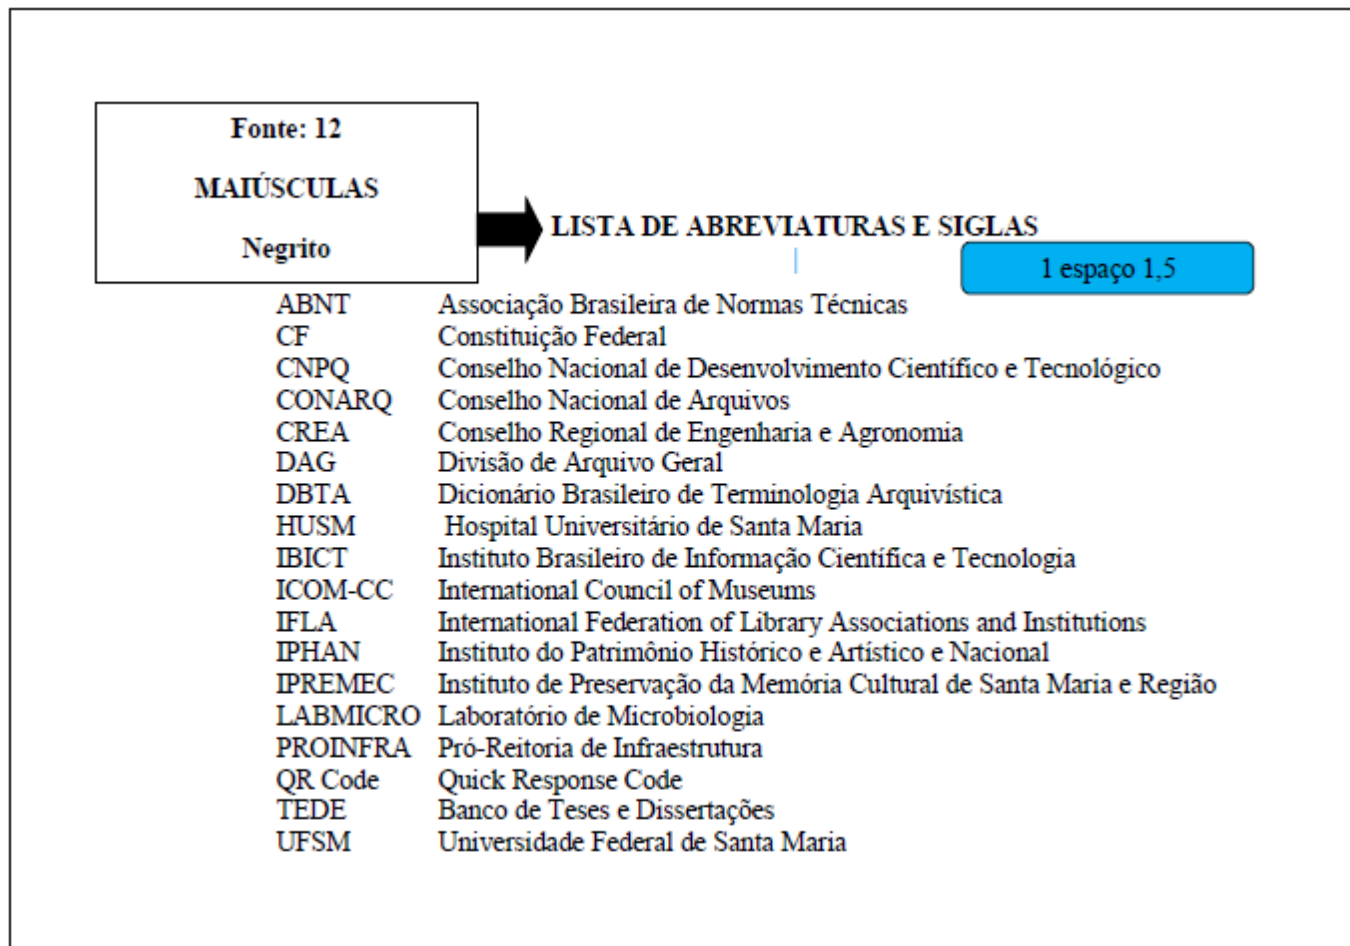 Fonte: 12
MAIÚSCULAS
Negrito
LISTA DE ABREVIATURAS E SIGLAS
1 espaço 1,5
ABNT Associação Brasileira de Normas Técnicas
CF Constituição Federal
CNPQ Conselho Nacional de Desenvolvimento Científico e Tecnológico
CONARQ Conselho Nacional de Arquivos
CREA Conselho Regional de Engenharia e Agronomia
DAG Divisão de Arquivo Geral
DBTA Dicionário Brasileiro de Terminologia Arquivística
HUSM Hospital Universitário de Santa Maria
IBICT Instituto Brasileiro de Informação Científica e Tecnologia
ICOM-CC International Council of Museums
IFLA International Federation of Library Associations and Institutions
IPHAN Instituto do Patrimônio Histórico e Artístico e Nacional
IPREMEC Instituto de Preservação da Memória Cultural de Santa Maria e Região
LABMICRO Laboratório de Microbiologia
PROINFRA Pró-Reitoria de Infraestrutura
QR Code Quick Response Code
TEDE Banco de Teses e Dissertações
UFSM Universidade Federal de Santa Maria